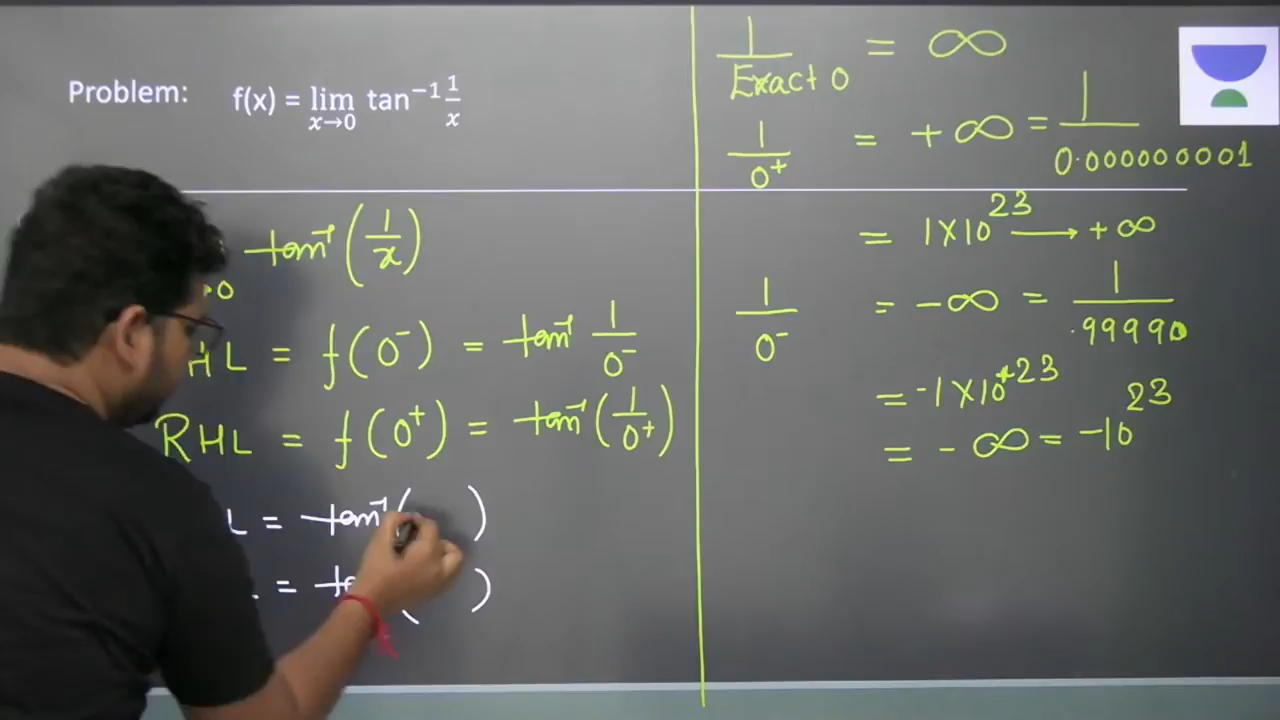 Problem: f(x) = lim x→0 tan⁻¹ 1/x
tan⁻¹ (1/x)
→0
HL = f(0⁻) = tan⁻¹ 1/0⁻
RHL = f(0⁺) = tan⁻¹ (1/0⁺)
L = tan⁻¹( )
= ta ( )
1/Exact 0 = ∞
1/0⁺ = +∞ = 1/0.000000001
= 1×10²³ → +∞
1/0⁻ = -∞ = 1/.99990
= -1×10⁺²³
= -∞ = -10²³